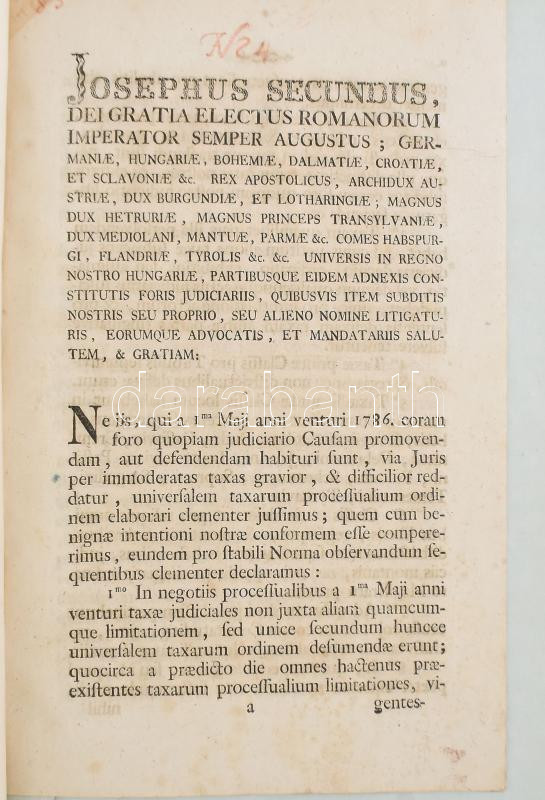 N2 4
JOSEPHUS SECUNDUS,
DEI GRATIA ELECTUS ROMANORUM
IMPERATOR SEMPER AUGUSTUS; GER-
MANIÆ, HUNGARIÆ, BOHEMIÆ, DALMATIÆ, CROATIÆ,
ET SCLAVONIÆ &c. REX APOSTOLICUS, ARCHIDUX AU-
STRIÆ, DUX BURGUNDIÆ, ET LOTHARINGIÆ; MAGNUS
DUX HETRURIÆ, MAGNUS PRINCEPS TRANSYLVANIÆ,
DUX MEDIOLANI, MANTUÆ, PARMÆ &c. COMES HABSPUR-
GI, FLANDRIÆ, TYROLIS &c. &c. UNIVERSIS IN REGNO
NOSTRO HUNGARIÆ, PARTIBUSQUE EIDEM ADNEXIS CON-
STITUTIS FORIS JUDICIARIIS, QUIBUSVIS ITEM SUBDITIS
NOSTRIS SEU PROPRIO, SEU ALIENO NOMINE LITIGATU-
RIS, EORUMQUE ADVOCATIS, ET MANDATARIIS SALU-
TEM, & GRATIAM:
darabanth
Ne iis, qui a 1ma Maji anni venturi 1786. coram
foro quopiam judiciario Cauſam promoven-
dam, aut defendendam habituri ſunt, via Juris
per immoderatas taxas gravior, & difficilior red-
datur, univerſalem taxarum proceſſualium ordi-
nem elaborari clementer juſſimus; quem cum be-
nignæ intentioni noſtræ conformem eſſe compere-
rimus, eundem pro ſtabili Norma obſervandum ſe-
quentibus clementer declaramus:
1mo In negotiis proceſſualibus a 1ma Maji anni
venturi taxæ judiciales non juxta aliam quamcum-
que limitationem, ſed unice ſecundum huncce
univerſalem taxarum ordinem deſumendæ erunt;
quocirca a prædicto die omnes hactenus præ-
exiſtentes taxarum proceſſualium limitationes, vi-
a gentes-